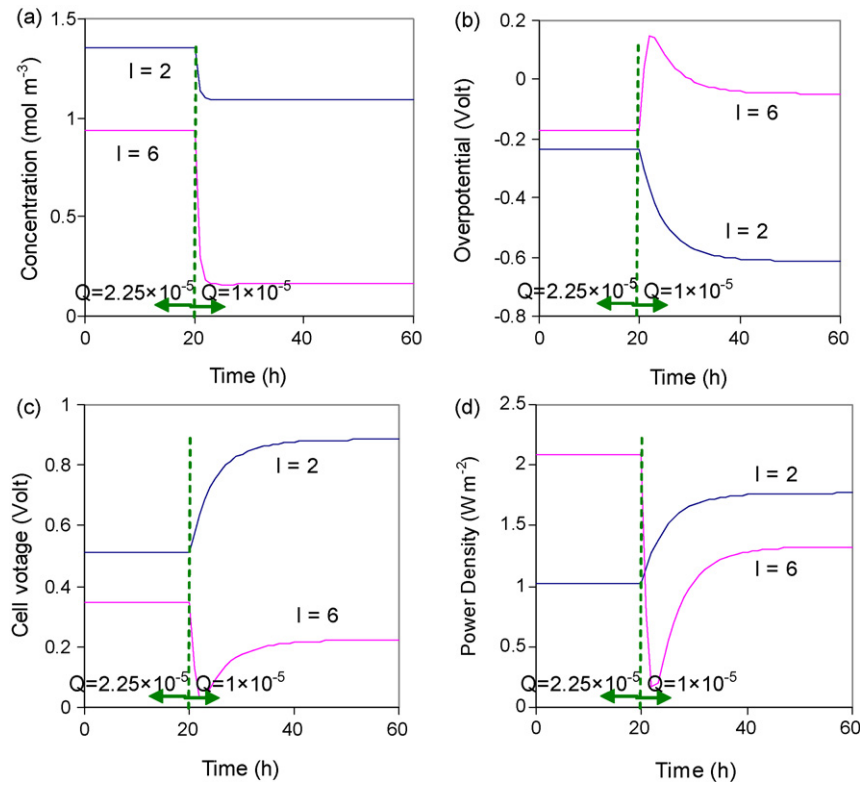 (a)
Concentration (mol m⁻³)
1.5
1
0.5
0
I = 2
I = 6
Q=2.25×10⁻⁵ Q=1×10⁻⁵
0 20 40 60
Time (h)
(b)
Overpotential (Volt)
0.2
0
-0.2
-0.4
-0.6
-0.8
I = 6
I = 2
Q=2.25×10⁻⁵ Q=1×10⁻⁵
0 20 40 60
Time (h)
(c)
Cell votage (Volt)
1
0.8
0.6
0.4
0.2
0
I = 2
I = 6
Q=2.25×10⁻⁵ Q=1×10⁻⁵
0 20 40 60
Time (h)
(d)
Power Density (W m⁻²)
2.5
2
1.5
1
0.5
0
I = 2
I = 6
Q=2.25×10⁻⁵ Q=1×10⁻⁵
0 20 40 60
Time (h)